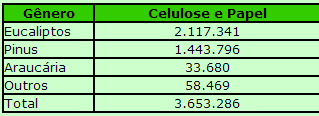 Gênero Celulose e Papel
Eucaliptos 2.117.341
Pinus 1.443.796
Araucária 33.680
Outros 58.469
Total 3.653.286